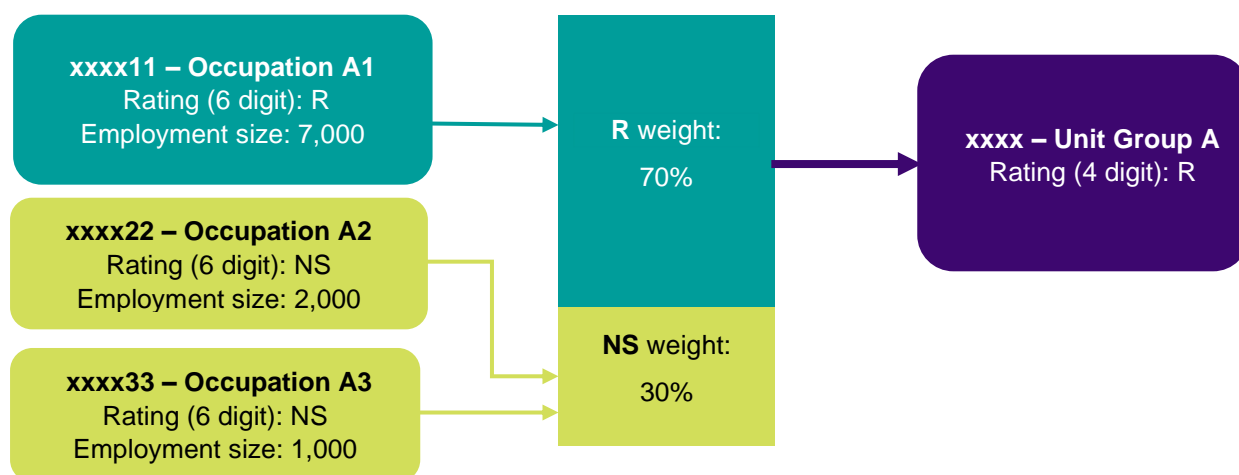 xxxx11 – Occupation A1
Rating (6 digit): R
Employment size: 7,000
xxxx22 – Occupation A2
Rating (6 digit): NS
Employment size: 2,000
xxxx33 – Occupation A3
Rating (6 digit): NS
Employment size: 1,000
R weight:
70%
NS weight:
30%
xxxx – Unit Group A
Rating (4 digit): R